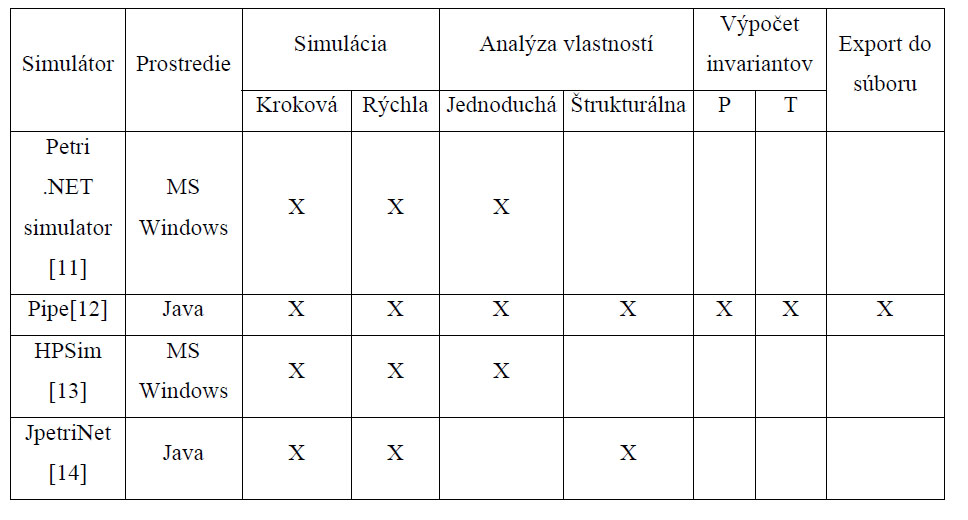 Simulátor Prostredie Simulácia Analýza vlastností Výpočet invariantov Export do súboru
Kroková Rýchla Jednoduchá Štrukturálna P T
Petri .NET simulator [11] MS Windows X X X
Pipe[12] Java X X X X X X X
HPSim [13] MS Windows X X X
JpetriNet [14] Java X X X